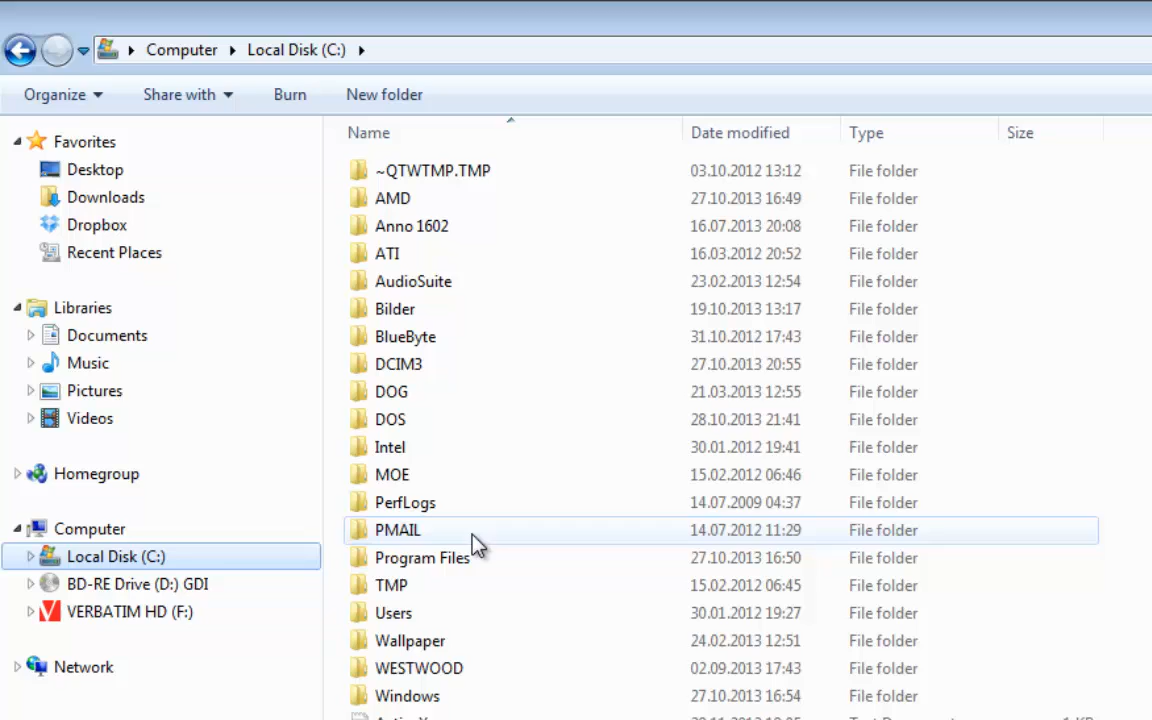 Computer Local Disk (C:)
Organize Share with Burn New folder
Favorites
Desktop
Downloads
Dropbox
Recent Places
Libraries
Documents
Music
Pictures
Videos
Homegroup
Computer
Local Disk (C:)
BD-RE Drive (D:) GDI
VERBATIM HD (F:)
Network
Name Date modified Type Size
~QTWTMP.TMP 03.10.2012 13:12 File folder
AMD 27.10.2013 16:49 File folder
Anno 1602 16.07.2013 20:08 File folder
ATI 16.03.2012 20:52 File folder
AudioSuite 23.02.2013 12:54 File folder
Bilder 19.10.2013 13:17 File folder
BlueByte 31.10.2012 17:43 File folder
DCIM3 27.10.2013 20:55 File folder
DOG 21.03.2013 12:55 File folder
DOS 28.10.2013 21:41 File folder
Intel 30.01.2012 19:41 File folder
MOE 15.02.2012 06:46 File folder
PerfLogs 14.07.2009 04:37 File folder
PMAIL 14.07.2012 11:29 File folder
Program Files 27.10.2013 16:50 File folder
TMP 15.02.2012 06:45 File folder
Users 30.01.2012 19:27 File folder
Wallpaper 24.02.2013 12:51 File folder
WESTWOOD 02.09.2013 17:43 File folder
Windows 27.10.2013 16:54 File folder